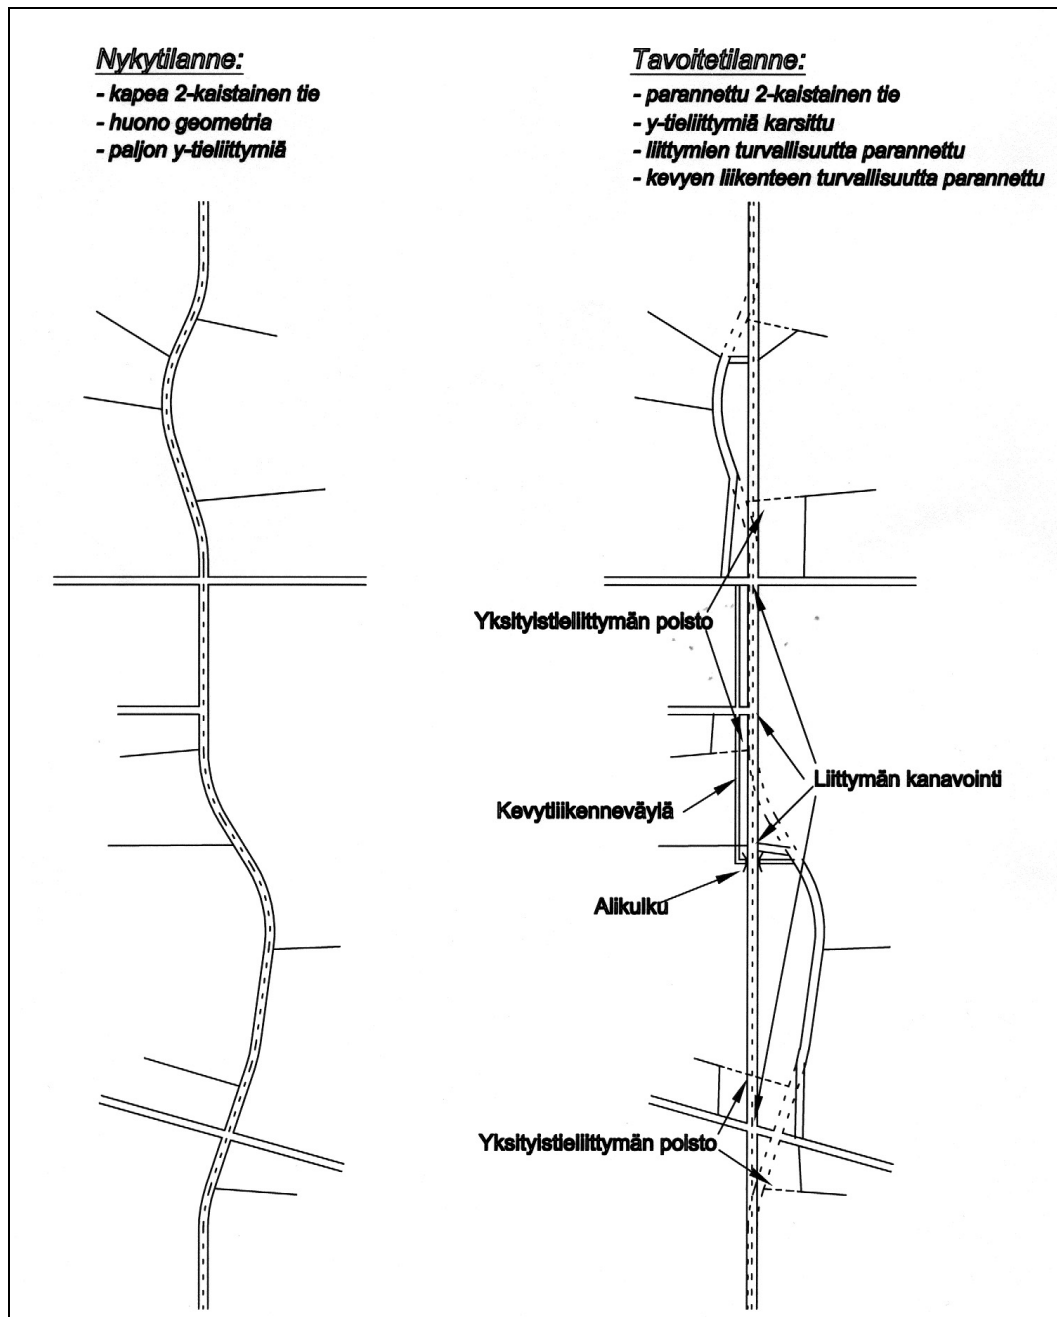 Nykytilanne:
- kapea 2-kaistainen tie
- huono geometria
- paljon y-tieliittymiä
Tavoitetilanne:
- parannettu 2-kaistainen tie
- y-tieliittymiä karsittu
- liittymien turvallisuutta parannettu
- kevyen liikenteen turvallisuutta parannettu
Yksityistieliittymän poisto
Liittymän kanavointi
Kevytliikenneväylä
Alikulku
Yksityistieliittymän poisto